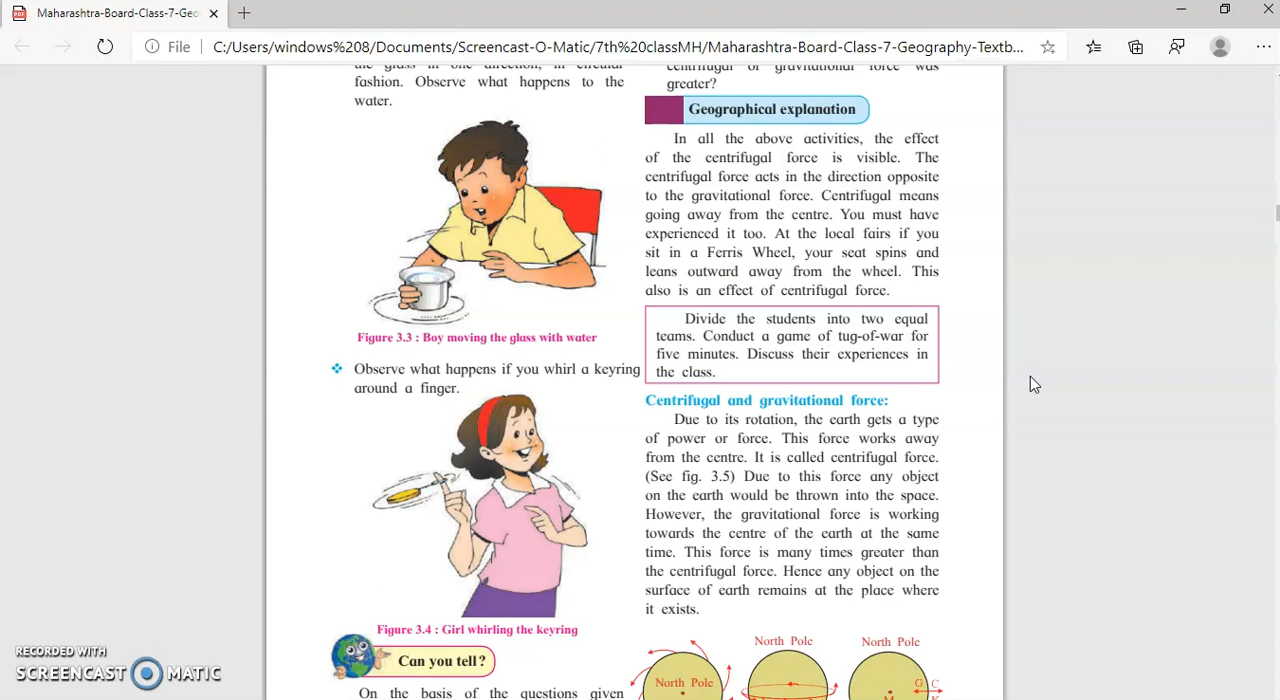 Maharashtra-Board-Class-7-Geo
File
C:/Users/windows%208/Documents/Screencast-O-Matic/7th%20classMH/Maharashtra-Board-Class-7-Geography-Textb...
the glass in one direction, in circular
fashion. Observe what happens to the
water.
Figure 3.3 : Boy moving the glass with water
❖ Observe what happens if you whirl a keyring
around a finger.
Figure 3.4 : Girl whirling the keyring
Can you tell?
On the basis of the questions given
centrifugal or gravitational force was
greater?
Geographical explanation
In all the above activities, the effect
of the centrifugal force is visible. The
centrifugal force acts in the direction opposite
to the gravitational force. Centrifugal means
going away from the centre. You must have
experienced it too. At the local fairs if you
sit in a Ferris Wheel, your seat spins and
leans outward away from the wheel. This
also is an effect of centrifugal force.
Divide the students into two equal
teams. Conduct a game of tug-of-war for
five minutes. Discuss their experiences in
the class.
Centrifugal and gravitational force:
Due to its rotation, the earth gets a type
of power or force. This force works away
from the centre. It is called centrifugal force.
(See fig. 3.5) Due to this force any object
on the earth would be thrown into the space.
However, the gravitational force is working
towards the centre of the earth at the same
time. This force is many times greater than
the centrifugal force. Hence any object on the
surface of earth remains at the place where
it exists.
North Pole
North Pole
North Pole
G C
RECORDED WITH
SCREENCAST MATIC